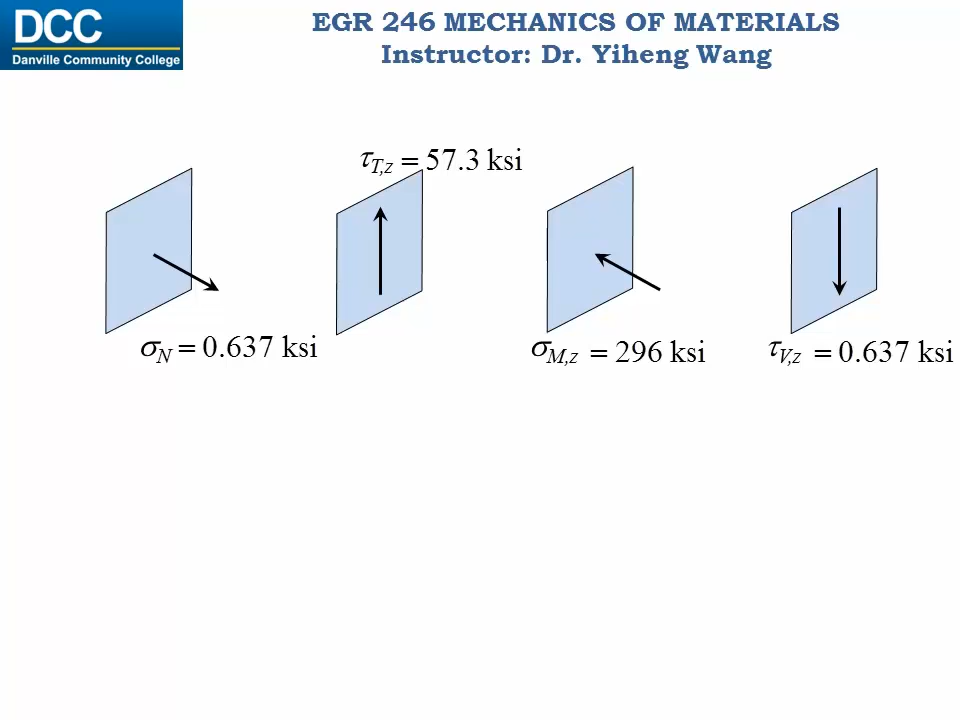 DCC
Danville Community College
EGR 246 MECHANICS OF MATERIALS
Instructor: Dr. Yiheng Wang
τT,z = 57.3 ksi
σN = 0.637 ksi
σM,z = 296 ksi
τV,z = 0.637 ksi